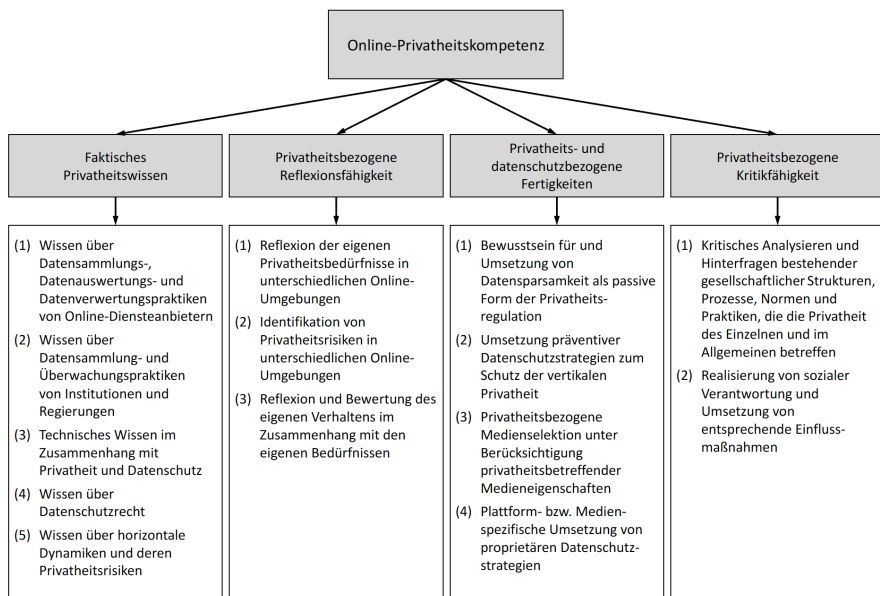 Online-Privatheitskompetenz
Faktisches
Privatheitswissen
Privatheitsbezogene
Reflexionsfähigkeit
Privatheits- und
datenschutzbezogene
Fertigkeiten
Privatheitsbezogene
Kritikfähigkeit
(1) Wissen über
Datensammlungs-,
Datenauswertungs- und
Datenverwertungspraktiken
von Online-Diensteanbietern
(2) Wissen über
Datensammlung- und
Überwachungspraktiken
von Institutionen und
Regierungen
(3) Technisches Wissen im
Zusammenhang mit
Privatheit und Datenschutz
(4) Wissen über
Datenschutzrecht
(5) Wissen über horizontale
Dynamiken und deren
Privatheitsrisiken
(1) Reflexion der eigenen
Privatheitsbedürfnisse in
unterschiedlichen Online-
Umgebungen
(2) Identifikation von
Privatheitsrisiken in
unterschiedlichen Online-
Umgebungen
(3) Reflexion und Bewertung des
eigenen Verhaltens im
Zusammenhang mit den
eigenen Bedürfnissen
(1) Bewusstsein für und
Umsetzung von
Datensparsamkeit als passive
Form der Privatheits-
regulation
(2) Umsetzung präventiver
Datenschutzstrategien zum
Schutz der vertikalen
Privatheit
(3) Privatheitsbezogene
Medienselektion unter
Berücksichtigung
privatheitsbetreffender
Medieneigenschaften
(4) Plattform- bzw. Medien-
spezifische Umsetzung von
proprietären Datenschutz-
strategien
(1) Kritisches Analysieren und
Hinterfragen bestehender
gesellschaftlicher Strukturen,
Prozesse, Normen und
Praktiken, die die Privatheit
des Einzelnen und im
Allgemeinen betreffen
(2) Realisierung von sozialer
Verantwortung und
Umsetzung von
entsprechende Einfluss-
maßnahmen